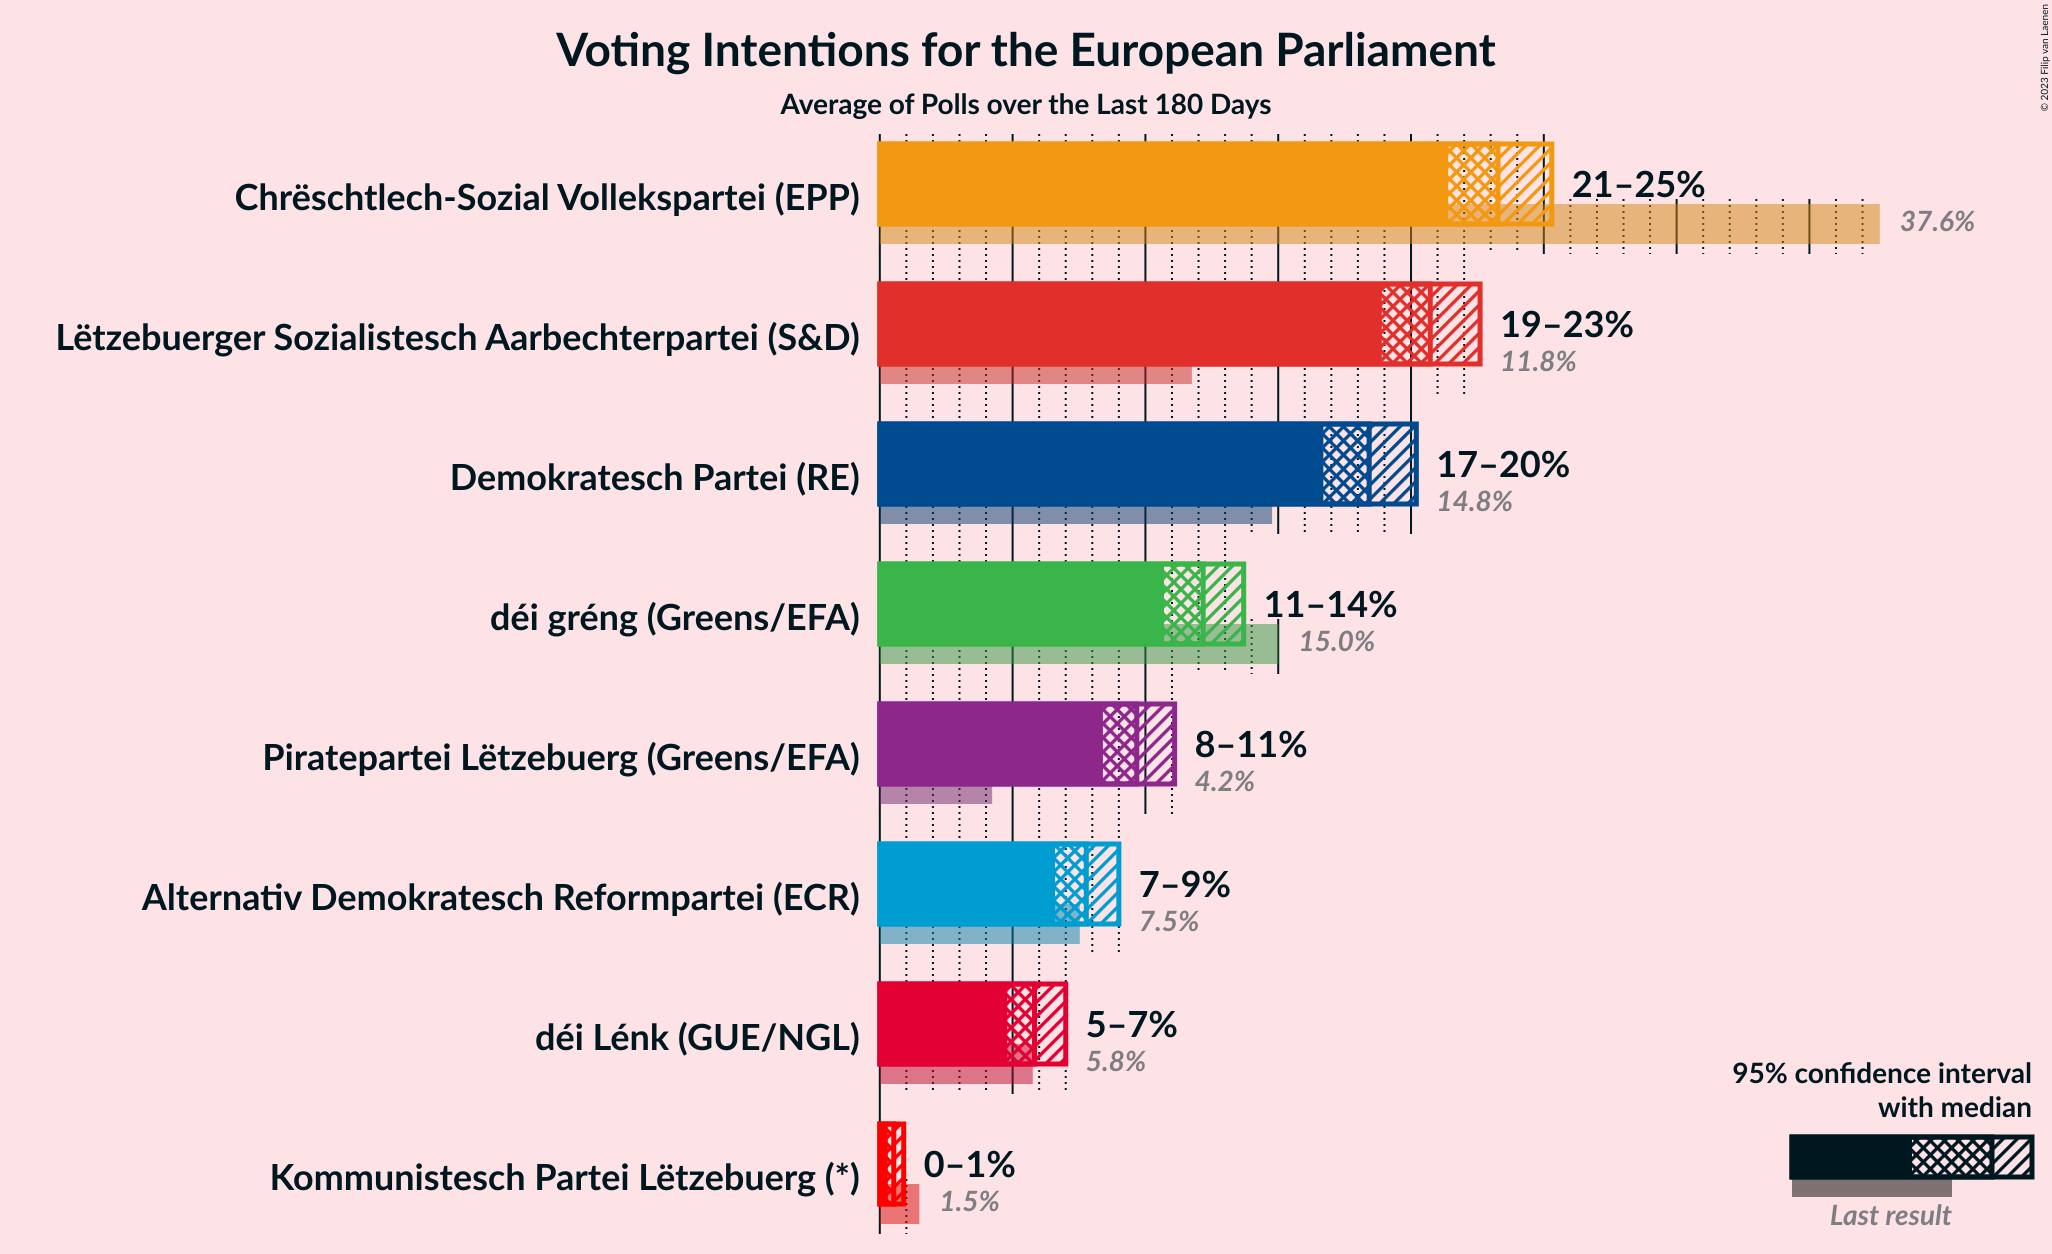 Voting Intentions for the European Parliament
Average of Polls over the Last 180 Days
© 2023 Filip van Laenen
Chrëschtlech-Sozial Vollekspartei (EPP)
21–25%
37.6%
Lëtzebuerger Sozialistesch Aarbechterpartei (S&D)
19–23%
11.8%
Demokratesch Partei (RE)
17–20%
14.8%
déi gréng (Greens/EFA)
11–14%
15.0%
Piratepartei Lëtzebuerg (Greens/EFA)
8–11%
4.2%
Alternativ Demokratesch Reformpartei (ECR)
7–9%
7.5%
déi Lénk (GUE/NGL)
5–7%
5.8%
Kommunistesch Partei Lëtzebuerg (*)
0–1%
1.5%
95% confidence interval
with median
Last result